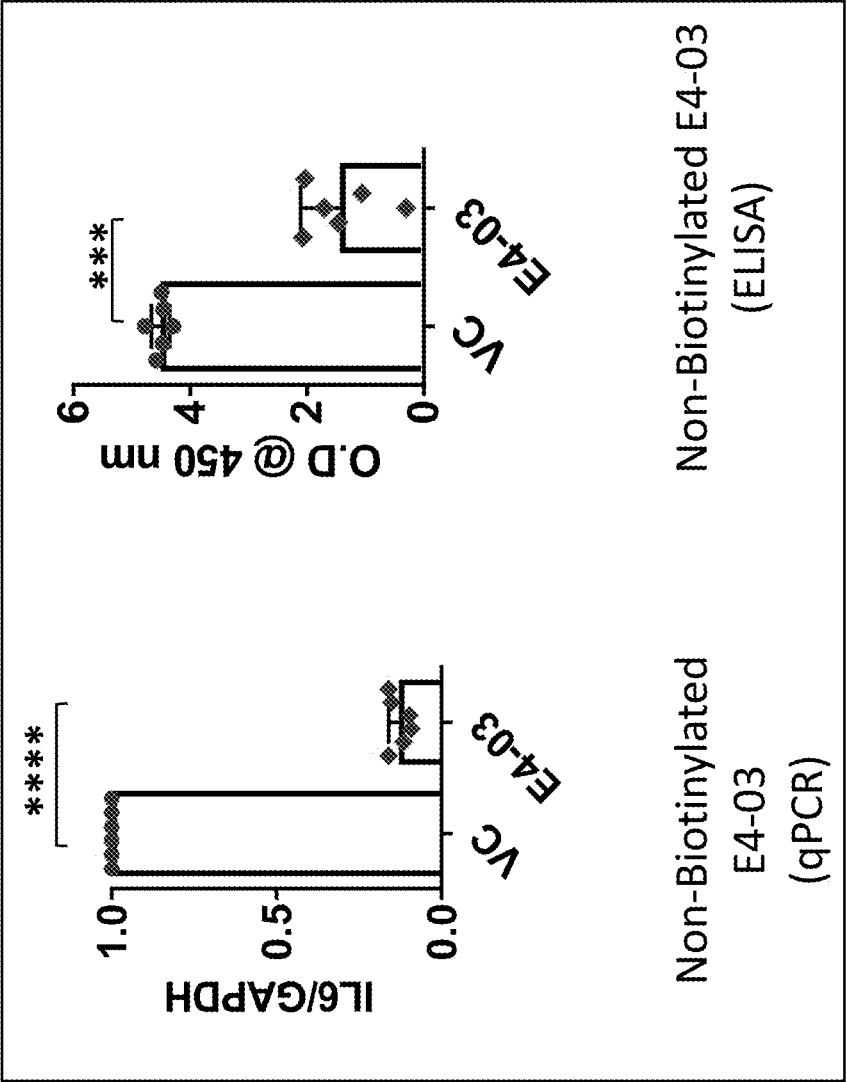 ****
IL6/GAPDH
1.0
0.5
0.0
VC
E4-03
Non-Biotinylated
E4-03
(qPCR)
***
O.D @ 450 nm
6
4
2
0
VC
E4-03
Non-Biotinylated E4-03
(ELISA)